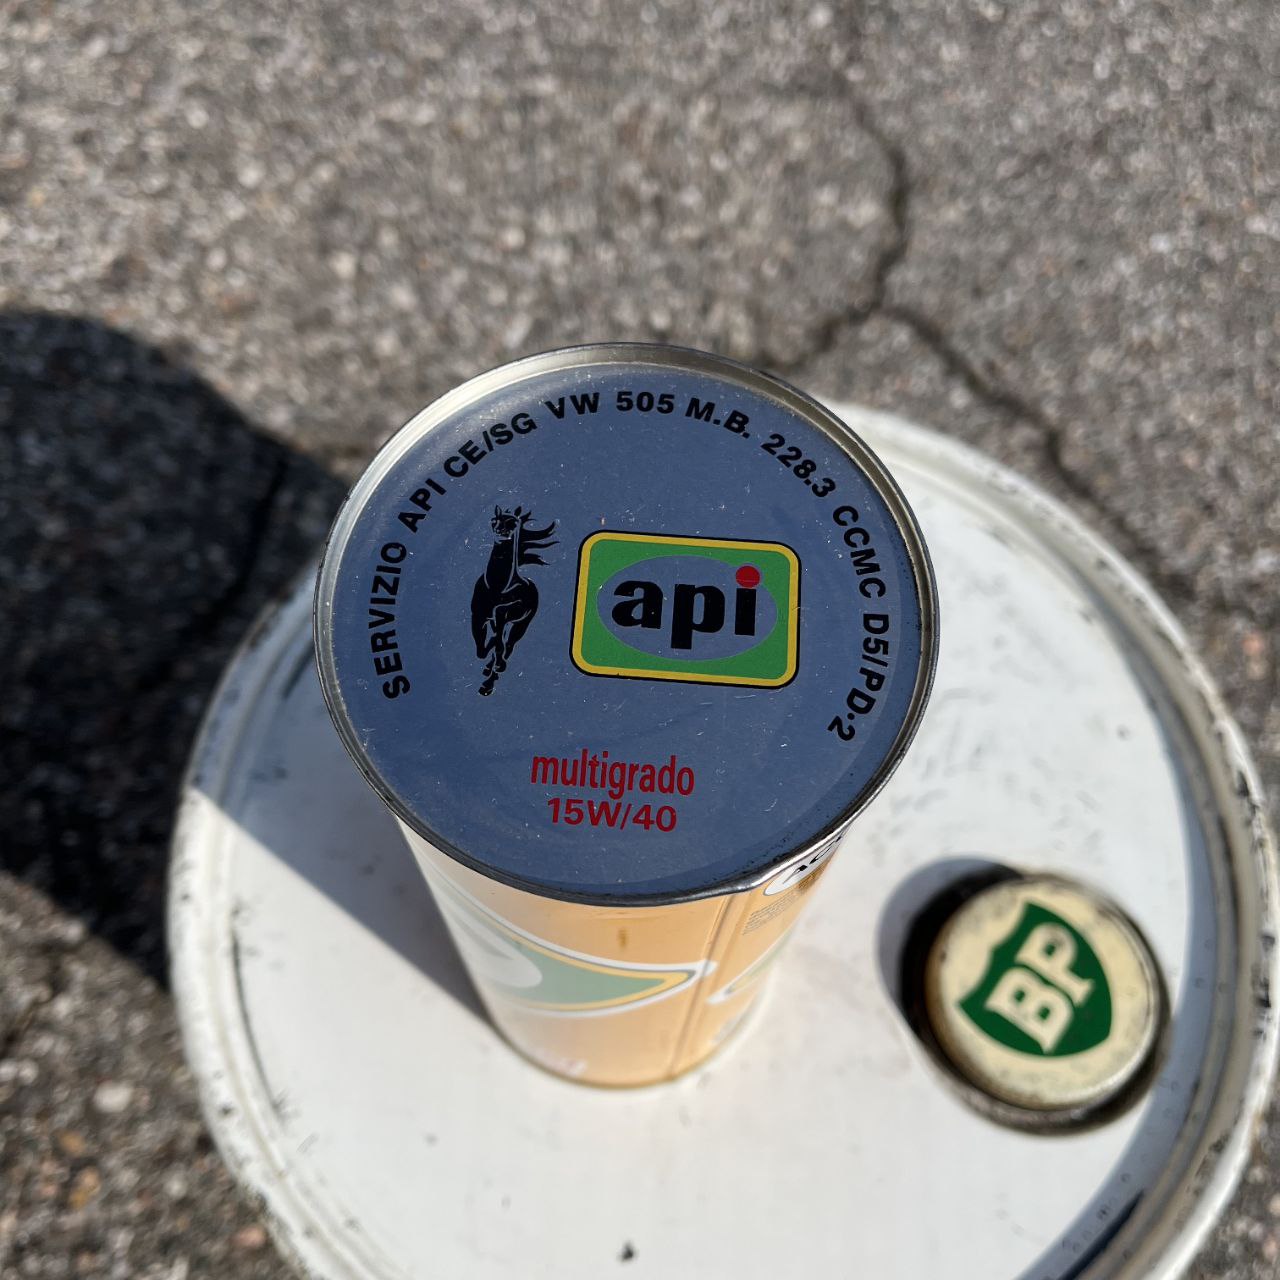 SERVIZIO API CE/SG VW 505 M.B. 228.3 CCMC D5/PD·2
api
multigrado
15W/40
BP